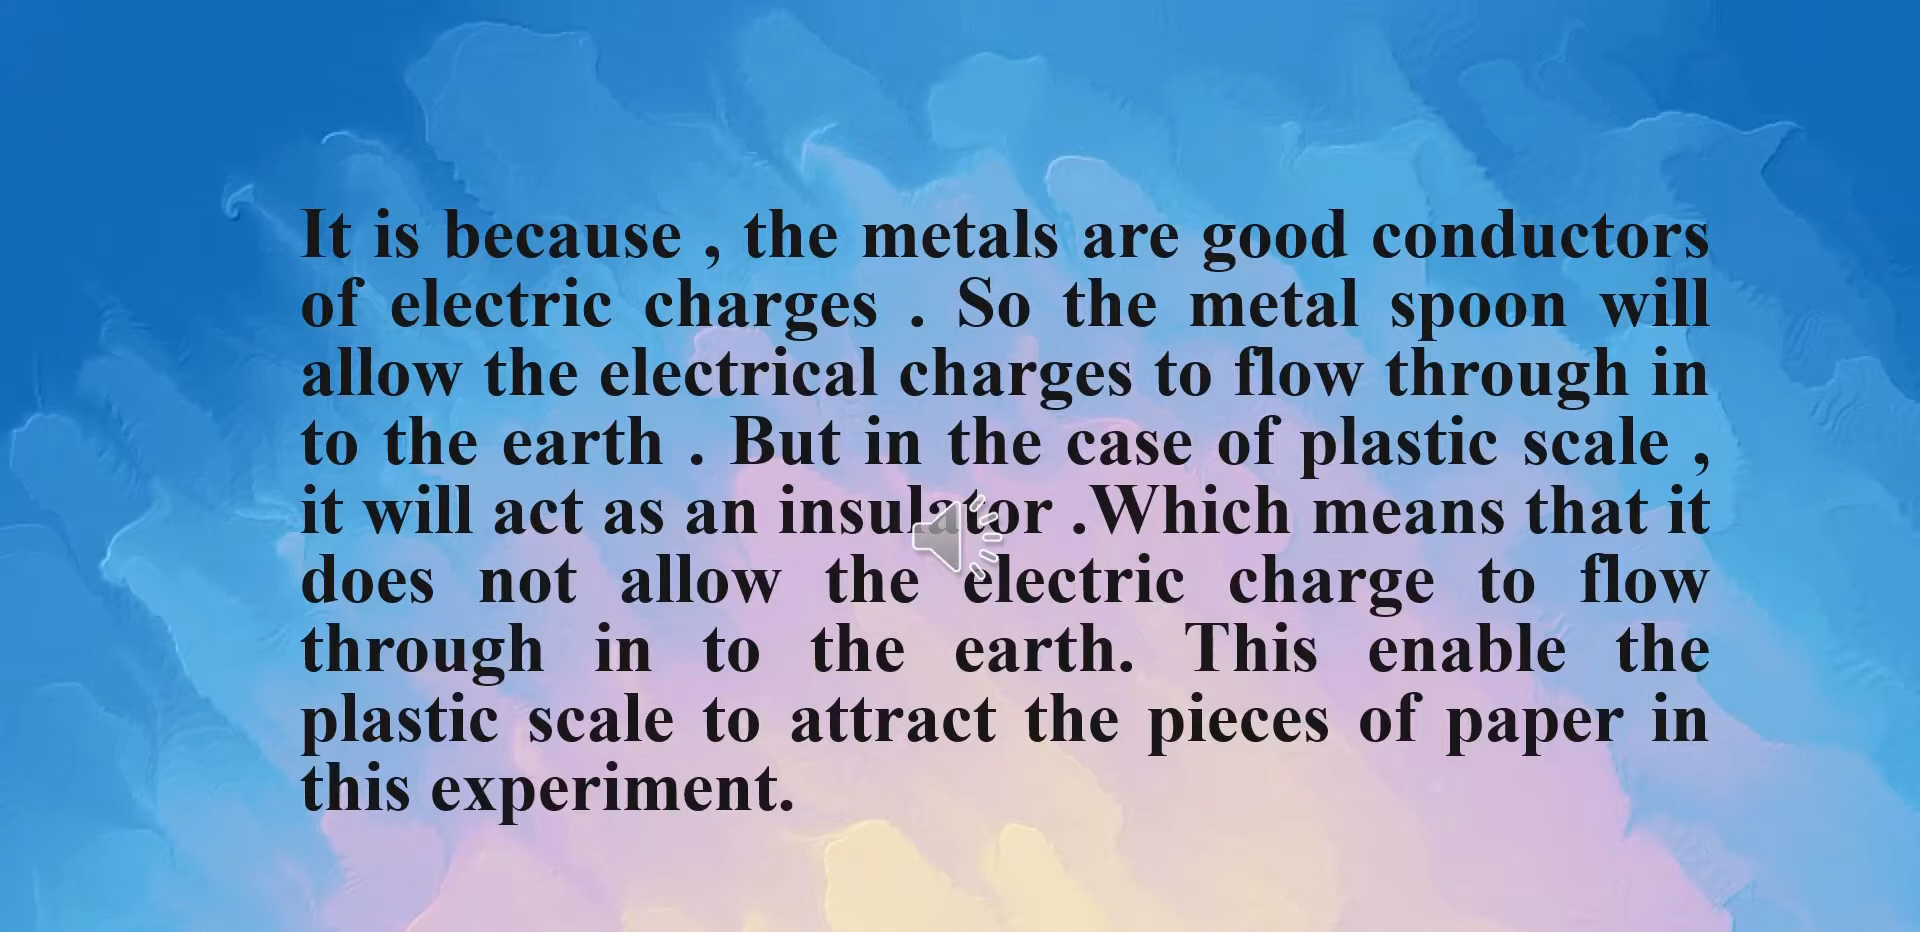 It is because , the metals are good conductors
of electric charges . So the metal spoon will
allow the electrical charges to flow through in
to the earth . But in the case of plastic scale ,
it will act as an insulator .Which means that it
does not allow the electric charge to flow
through in to the earth. This enable the
plastic scale to attract the pieces of paper in
this experiment.